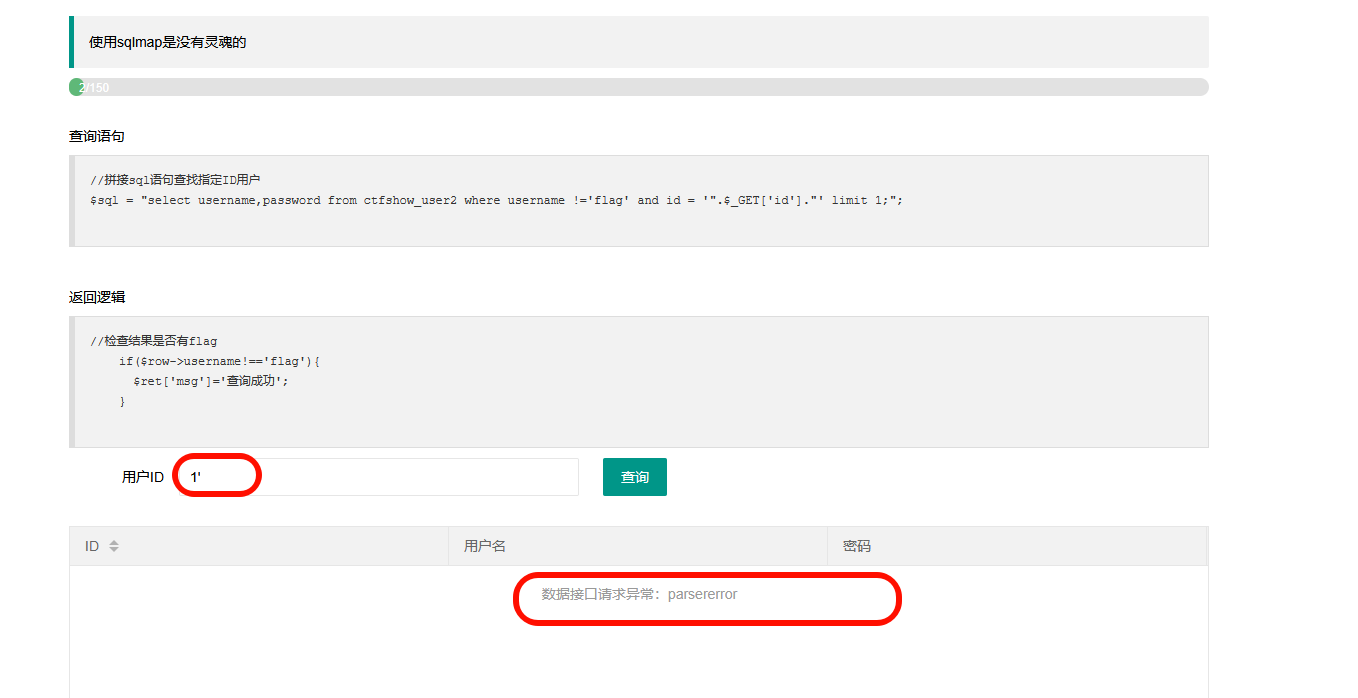 使用sqlmap是没有灵魂的
2/150
查询语句
//拼接sql语句查找指定ID用户
$sql = "select username,password from ctfshow_user2 where username !='flag' and id = '".$_GET['id']."' limit 1;";
返回逻辑
//检查结果是否有flag
if($row->username!=='flag'){
$ret['msg']='查询成功';
}
用户ID 1' 查询
ID 用户名 密码
数据接口请求异常：parsererror